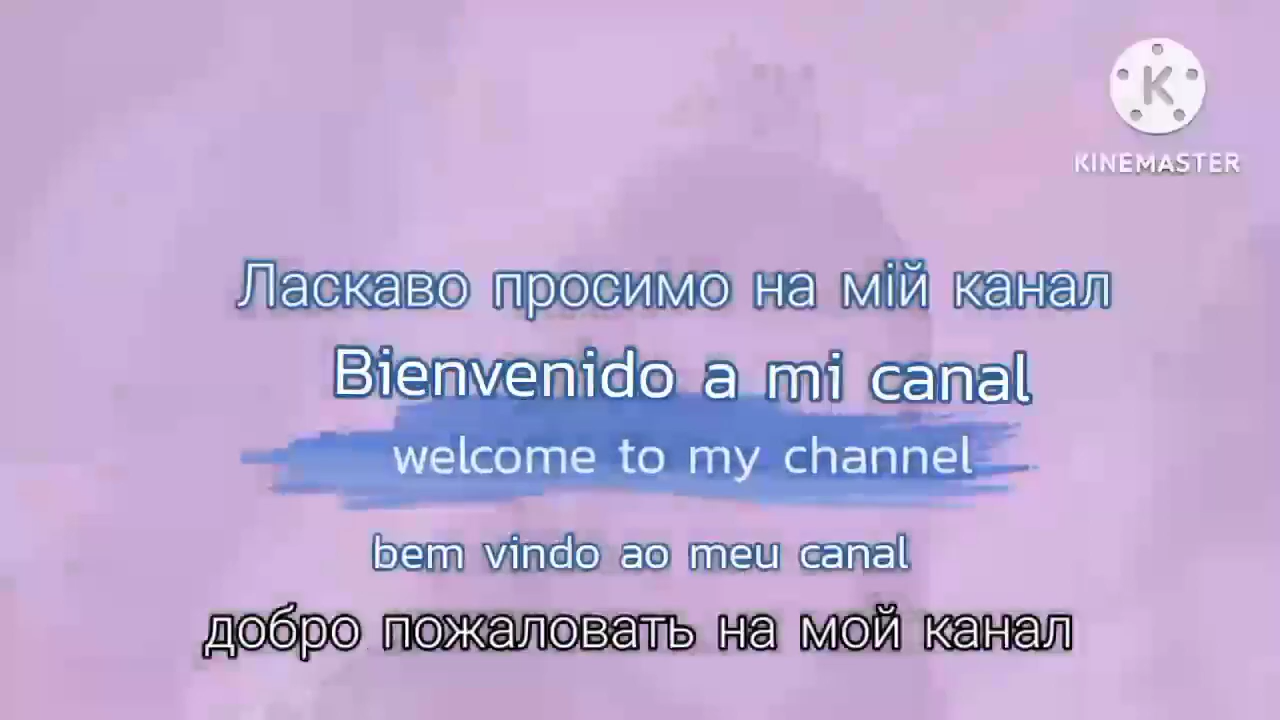 KINEMASTER
Ласкаво просимо на мій канал
Bienvenido a mi canal
welcome to my channel
bem vindo ao meu canal
добро пожаловать на мой канал